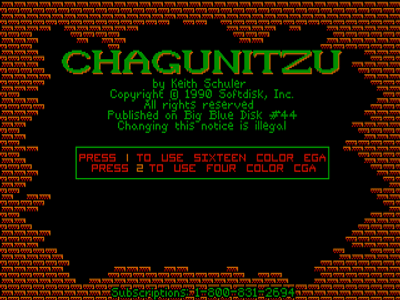 CHAGUNITZU
by Keith Schuler
Copyright © 1990 Softdisk, Inc.
All rights reserved
Published on Big Blue Disk #44
Changing this notice is illegal
PRESS 1 TO USE SIXTEEN COLOR EGA
PRESS 2 TO USE FOUR COLOR CGA
Subscriptions 1-800-831-2694